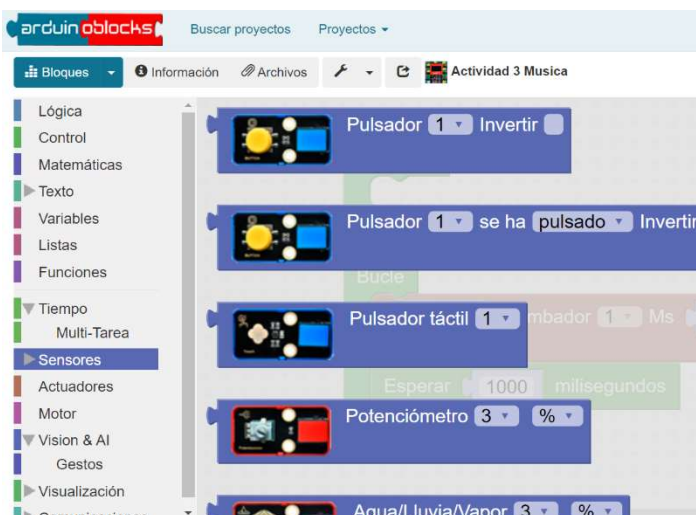 arduinoblocks Buscar proyectos Proyectos
Bloques Información Archivos Actividad 3 Musica
Lógica
Control
Matemáticas
Texto
Variables
Listas
Funciones
Tiempo
Multi-Tarea
Sensores
Actuadores
Motor
Vision & AI
Gestos
Visualización
Comunicaciones
Pulsador 1 Invertir
Pulsador 1 se ha pulsado Invertir
Bucle
Pulsador táctil 1 mbador 1 Ms
Esperar 1000 milisegundos
Potenciómetro 3 %
Agua/Lluvia/Vapor 3 %